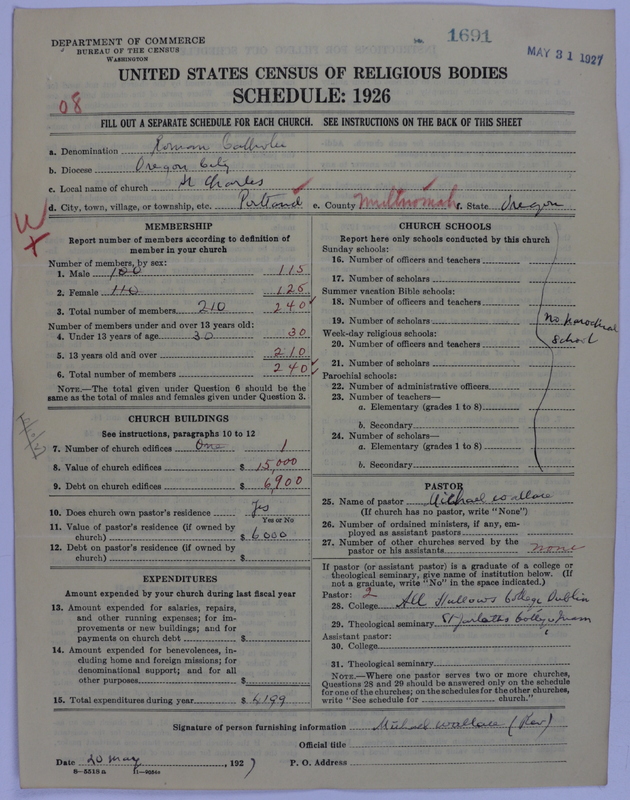 DEPARTMENT OF COMMERCE
BUREAU OF THE CENSUS
WASHINGTON
1691
MAY 31 1927
UNITED STATES CENSUS OF RELIGIOUS BODIES
SCHEDULE: 1926
08
FILL OUT A SEPARATE SCHEDULE FOR EACH CHURCH. SEE INSTRUCTIONS ON THE BACK OF THIS SHEET
a. Denomination Roman Catholic
b. Diocese Oregon City
c. Local name of church St Charles
d. City, town, village, or township, etc. Portland e. County Multnomah f. State Oregon
MEMBERSHIP
Report number of members according to definition of
member in your church
Number of members, by sex:
1. Male 100 115
2. Female 110 125
3. Total number of members 210 240
Number of members under and over 13 years old:
4. Under 13 years of age 30 30
5. 13 years old and over 210
6. Total number of members 240
NOTE.—The total given under Question 6 should be
same as the total of males and females given under Question 3.
CHURCH BUILDINGS
See instructions, paragraphs 10 to 12
7. Number of church edifices One 1
8. Value of church edifices $ 15,000
9. Debt on church edifices $ 6900
10. Does church own pastor's residence Yes
Yes or No
11. Value of pastor's residence (if owned by
church) $ 6000
12. Debt on pastor's residence (if owned by
church) $
EXPENDITURES
Amount expended by your church during last fiscal year
13. Amount expended for salaries, repairs,
and other running expenses; for im-
provements or new buildings; and for
payments on church debt $
14. Amount expended for benevolences, in-
cluding home and foreign missions; for
denominational support; and for all
other purposes $
15. Total expenditures during year $ 4199
CHURCH SCHOOLS
Report here only schools conducted by this church
Sunday schools:
16. Number of officers and teachers
17. Number of scholars
Summer vacation Bible schools:
18. Number of officers and teachers
19. Number of scholars
Week-day religious schools:
20. Number of officers and teachers
21. Number of scholars
Parochial schools:
22. Number of administrative officers
23. Number of teachers—
a. Elementary (grades 1 to 8)
b. Secondary
24. Number of scholars—
a. Elementary (grades 1 to 8)
b. Secondary
No parochial
school
PASTOR
25. Name of pastor Michael Wallace
(If church has no pastor, write "None")
26. Number of ordained ministers, if any, em-
ployed as assistant pastors
27. Number of other churches served by the
pastor or his assistants none
If pastor (or assistant pastor) is a graduate of a college or
theological seminary, give name of institution below. (If
not a graduate, write "No" in the space indicated.)
Pastor: 2
28. College All Hallows College Dublin
29. Theological seminary St Jarlaths College Tuam
Assistant pastor:
30. College
31. Theological seminary
NOTE.—Where one pastor serves two or more churches,
Questions 28 and 29 should be answered only on the schedule
for one of the churches; on the schedules for the other churches,
write "See schedule for church."
Signature of person furnishing information Michael Wallace (Rev)
Official title
Date 20 May, 1927 P. O. Address
8—5518a 11—9054